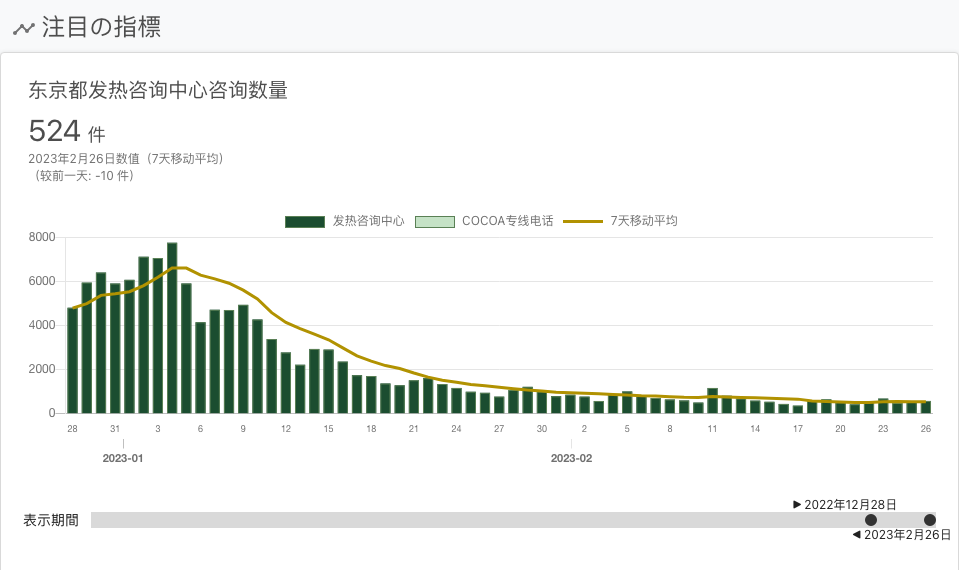 注目の指標
东京都发热咨询中心咨询数量
524 件
2023年2月26日数值（7天移动平均）
（较前一天: -10 件）
发热咨询中心 COCOA专线电话 7天移动平均
8000
6000
4000
2000
0
28 31 3 6 9 12 15 18 21 24 27 30 2 5 8 11 14 17 20 23 26
2023-01 2023-02
▶ 2022年12月28日
表示期間
◀ 2023年2月26日